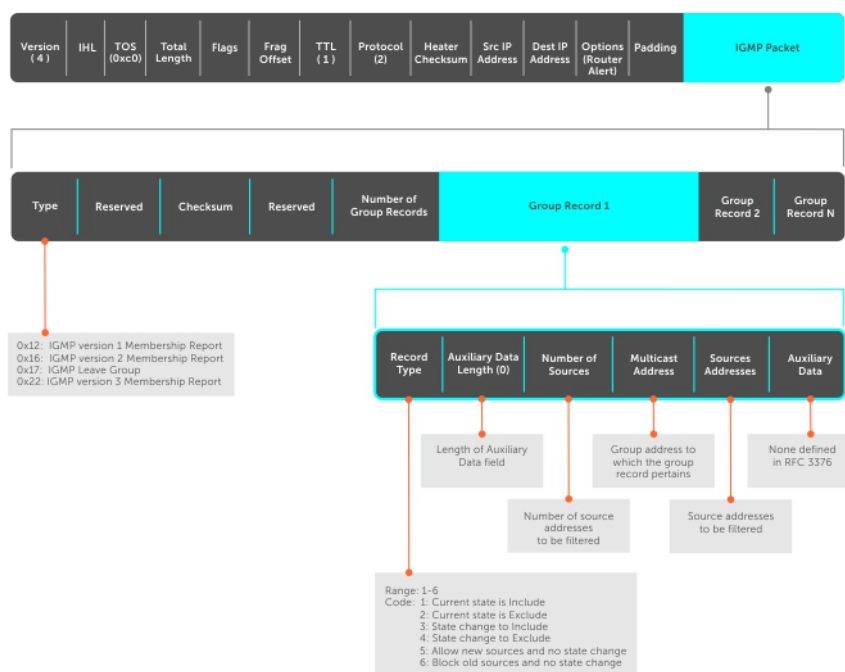 Version
( 4 )
IHL
TOS
(0xc0)
Total
Length
Flags
Frag
Offset
TTL
( 1 )
Protocol
(2)
Heater
Checksum
Src IP
Address
Dest IP
Address
Options
(Router
Alert)
Padding
IGMP Packet
Type
Reserved
Checksum
Reserved
Number of
Group Records
Group Record 1
Group
Record 2
Group
Record N
0x12: IGMP version 1 Membership Report
0x16: IGMP version 2 Membership Report
0x17: IGMP Leave Group
0x22: IGMP version 3 Membership Report
Record
Type
Auxiliary Data
Length (0)
Number of
Sources
Multicast
Address
Sources
Addresses
Auxiliary
Data
Length of Auxiliary
Data field
Group address to
which the group
record pertains
None defined
in RFC 3376
Number of source
addresses
to be filtered
Source addresses
to be filtered
Range: 1-6
Code: 1: Current state is Include
2: Current state is Exclude
3: State change to Include
4: State change to Exclude
5: Allow new sources and no state change
6: Block old sources and no state change